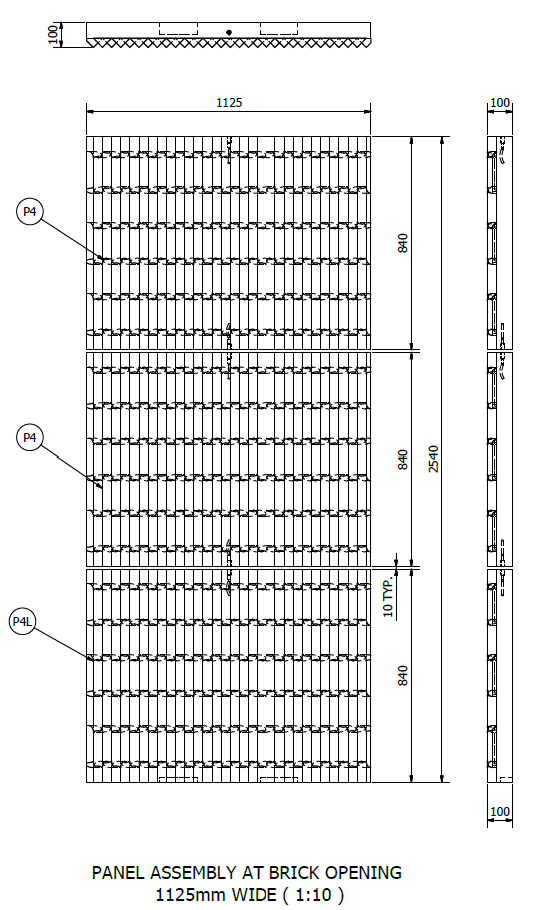 100
1125
100
P4
840
P4
840
2540
10 TYP.
P4L
840
100
PANEL ASSEMBLY AT BRICK OPENING
1125mm WIDE ( 1:10 )